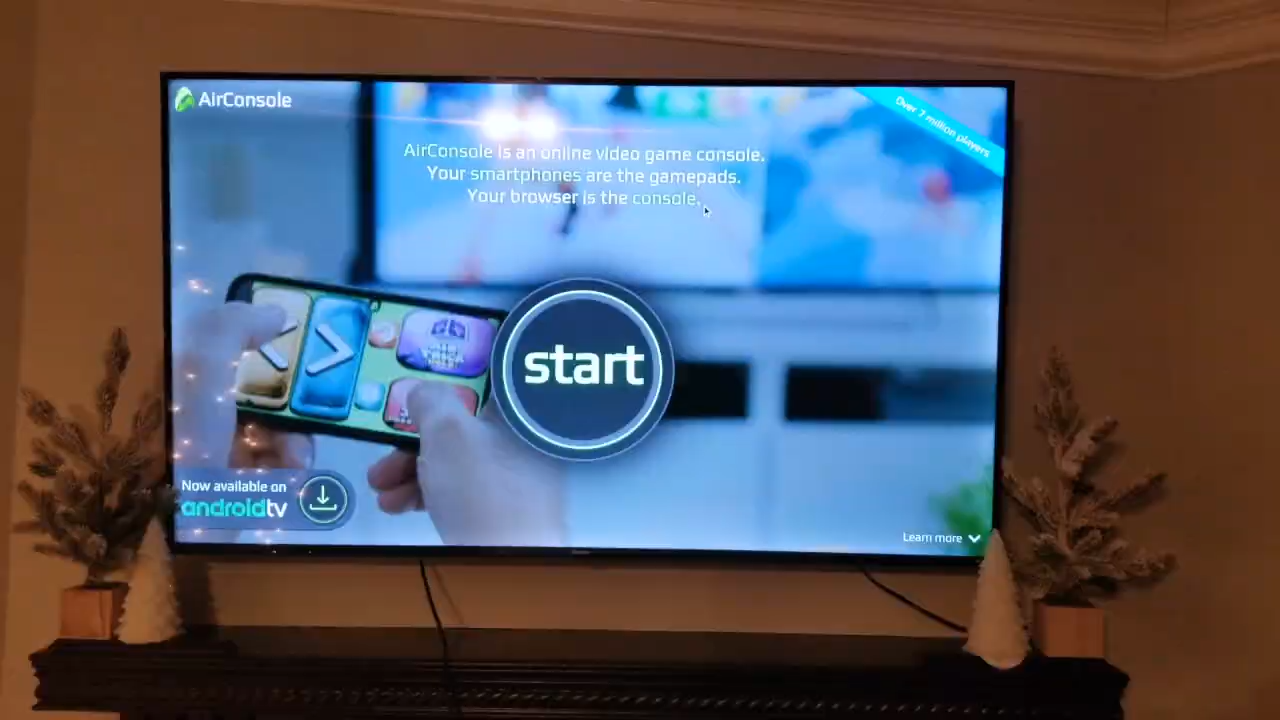 AirConsole
Over 7 million players
AirConsole is an online video game console.
Your smartphones are the gamepads.
Your browser is the console.
start
Now available on
androidtv
Learn more